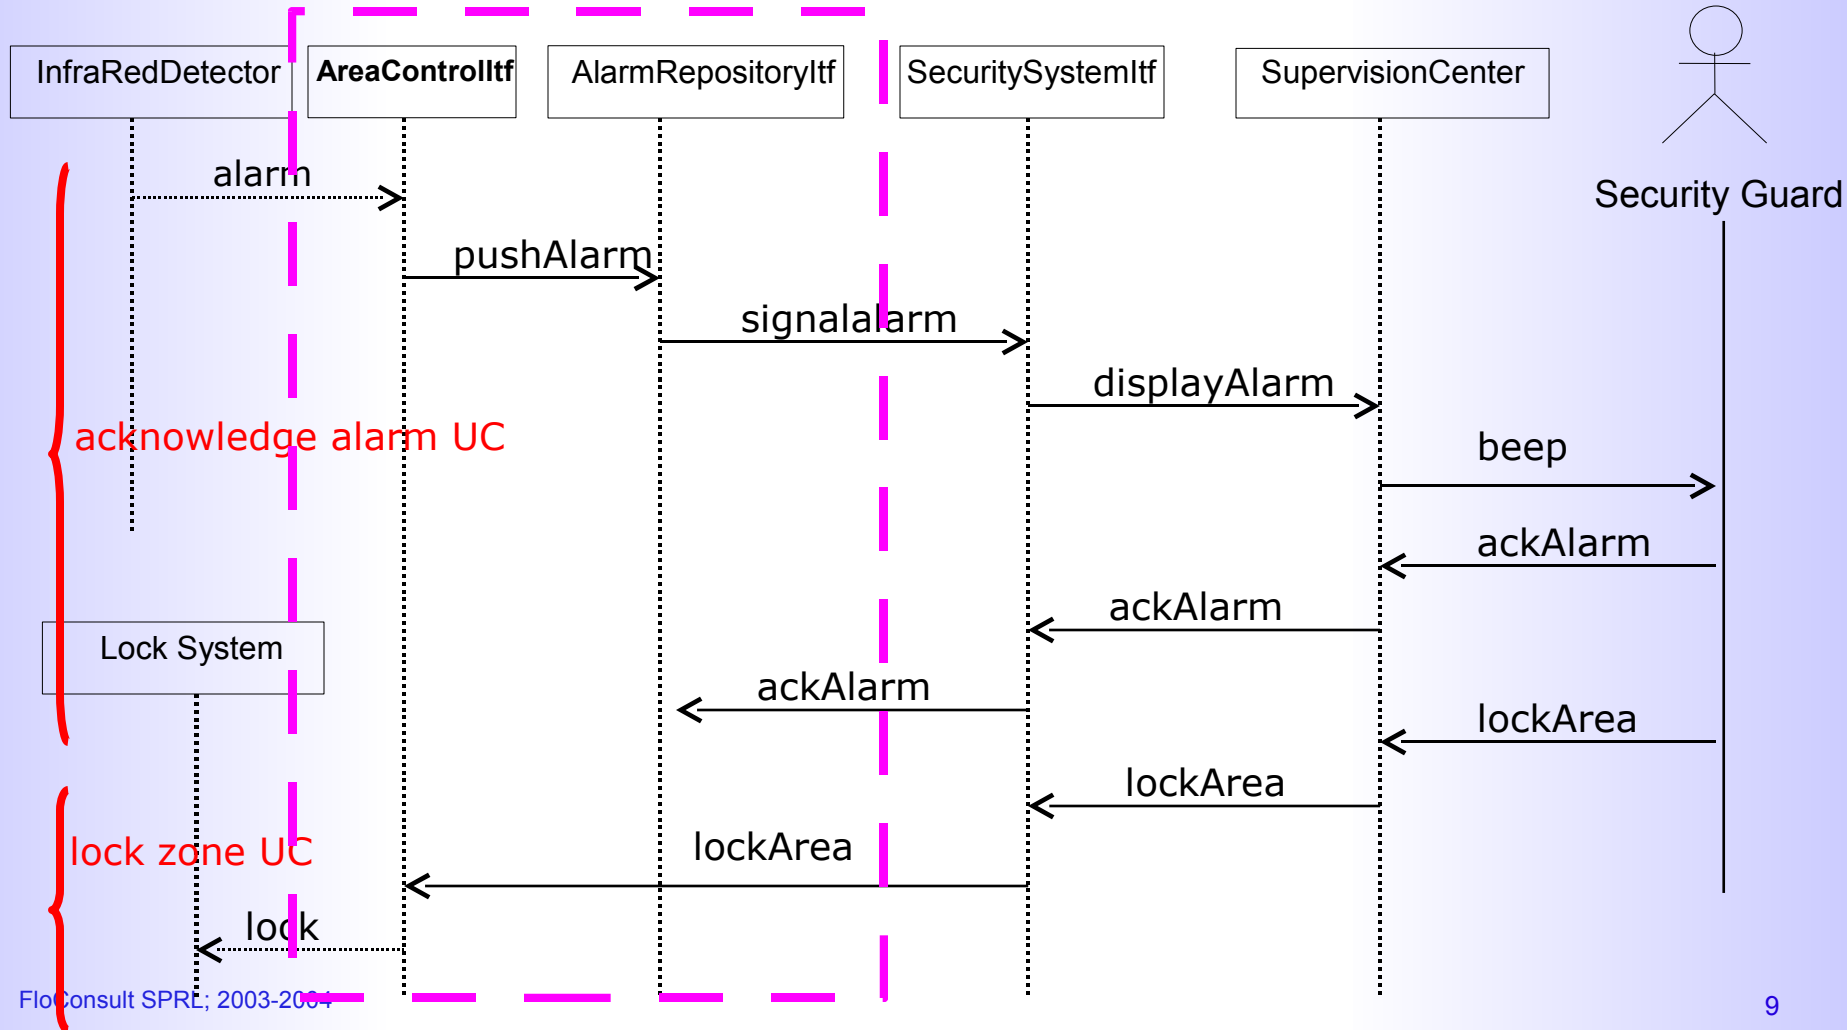 InfraRedDetector
AreaControlItf
AlarmRepositoryItf
SecuritySystemItf
SupervisionCenter
Security Guard
alarm
pushAlarm
signalalarm
displayAlarm
acknowledge alarm UC
beep
ackAlarm
ackAlarm
Lock System
ackAlarm
lockArea
lockArea
lockArea
lock zone UC
lock
FloConsult SPRL; 2003-2004
9